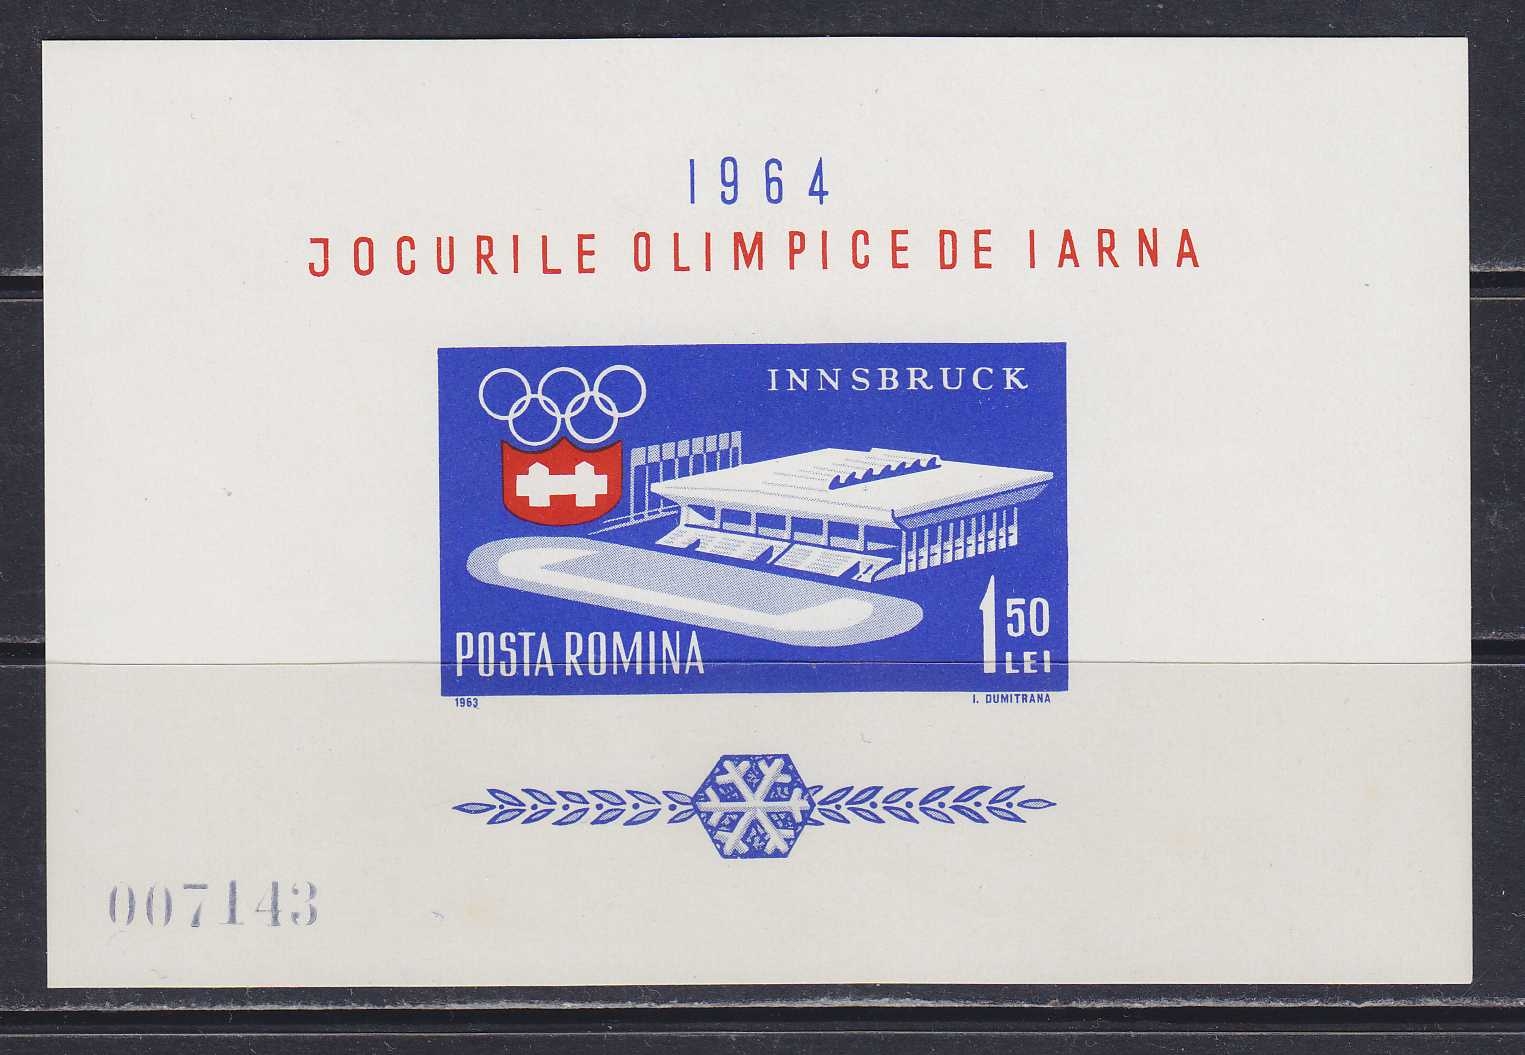 1964
JOCURILE OLIMPICE DE IARNA
INNSBRUCK
1 50
LEI
POSTA ROMINA
1963
I. DUMITRANA
007143